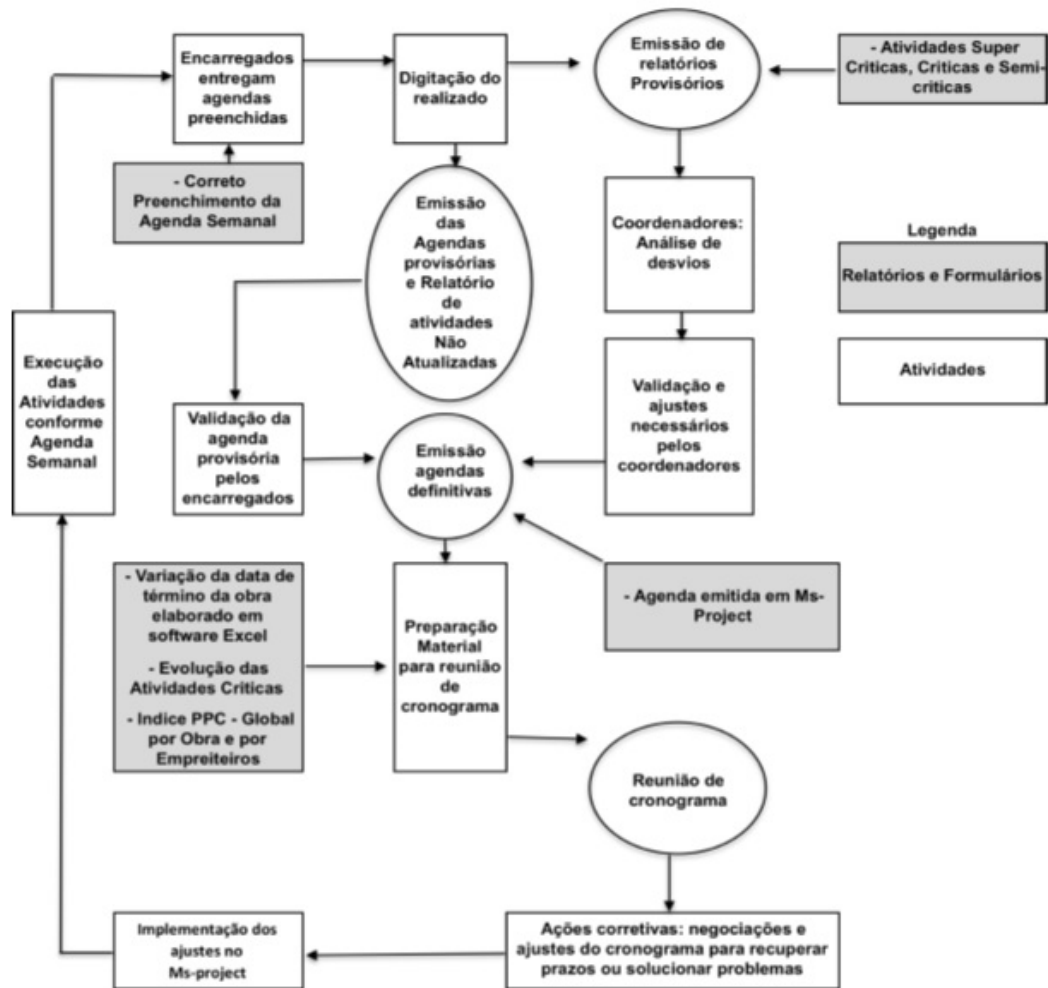 Encarregados
entregam
agendas
preenchidas
Digitação do
realizado
Emissão de
relatórios
Provisórios
- Atividades Super
Criticas, Criticas e Semi-
criticas
- Correto
Preenchimento da
Agenda Semanal
Emissão
das
Agendas
provisórias
e Relatório
de
atividades
Não
Atualizadas
Coordenadores:
Análise de
desvios
Legenda
Relatórios e Formulários
Atividades
Execução
das
Atividades
conforme
Agenda
Semanal
Validação da
agenda
provisória
pelos
encarregados
Emissão
agendas
definitivas
Validação e
ajustes
necessários
pelos
coordenadores
- Variação da data de
término da obra
elaborado em
software Excel
- Evolução das
Atividades Criticas
- Indice PPC - Global
por Obra e por
Empreiteiros
Preparação
Material
para reunião
de
cronograma
- Agenda emitida em Ms-
Project
Reunião de
cronograma
Implementação dos
ajustes no
Ms-project
Ações corretivas: negociações e
ajustes do cronograma para recuperar
prazos ou solucionar problemas